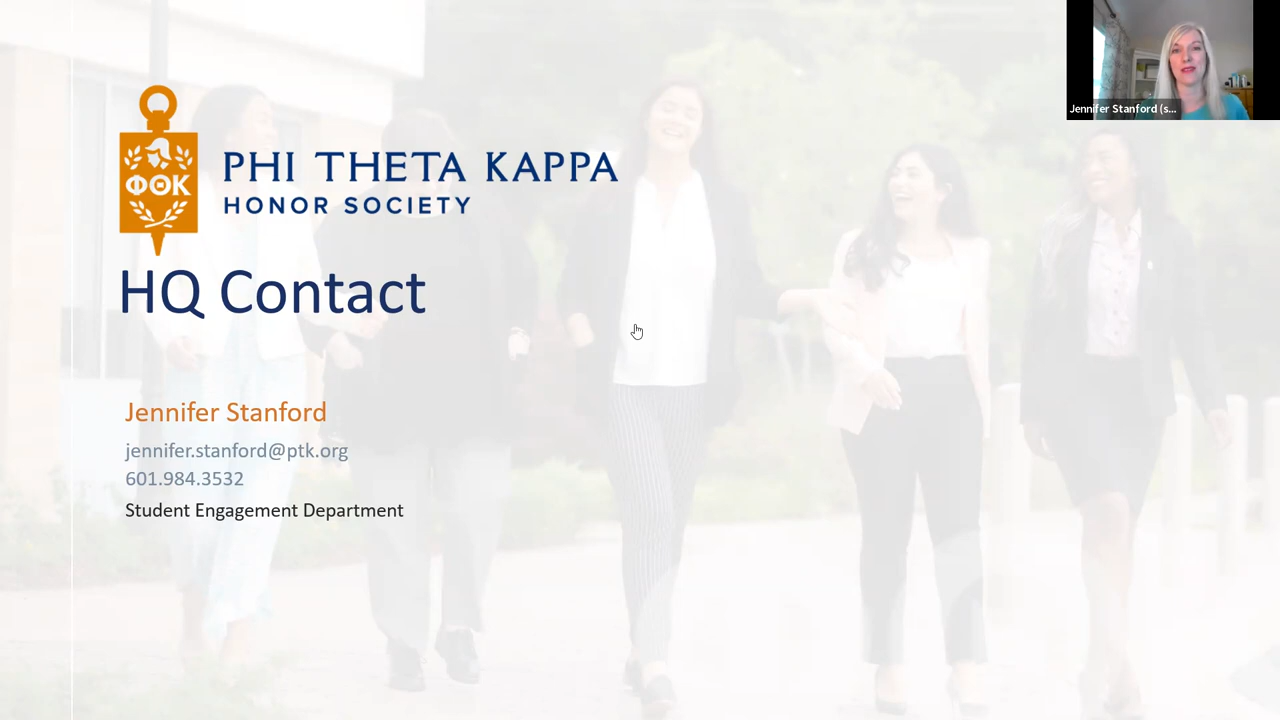 ΦΘΚ
PHI THETA KAPPA
HONOR SOCIETY
HQ Contact
Jennifer Stanford
jennifer.stanford@ptk.org
601.984.3532
Student Engagement Department
Jennifer Stanford (s...